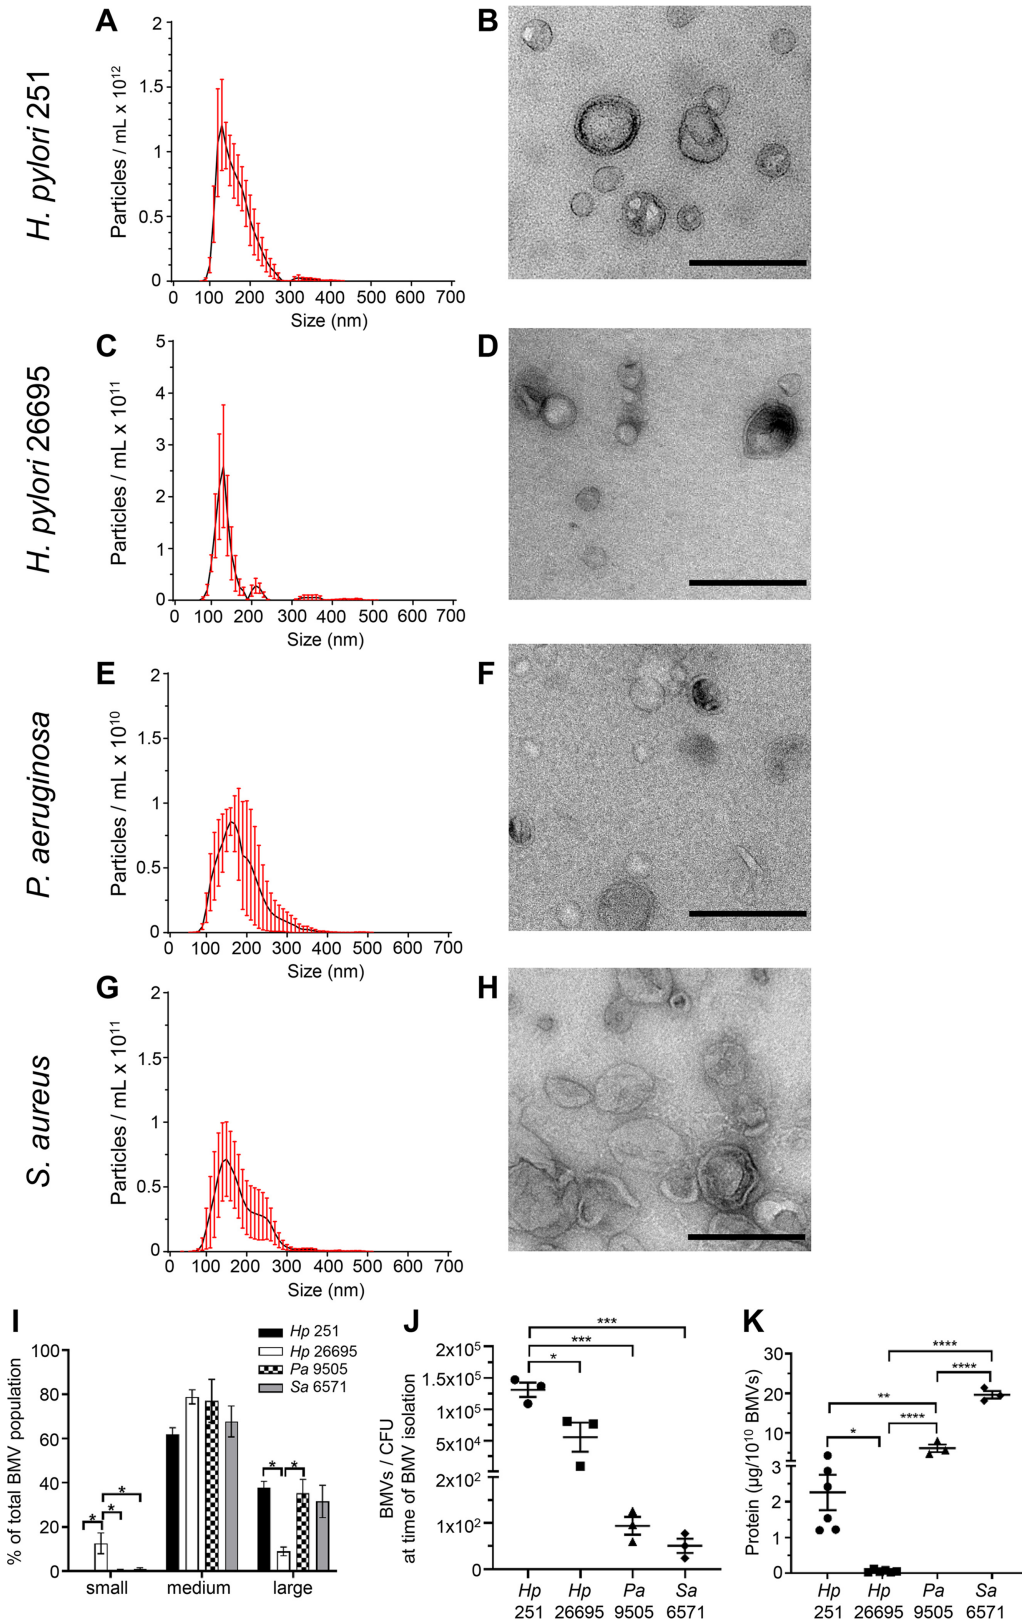 A
B
H. pylori 251
Particles / mL x 10¹²
2
1.5
1
0.5
0
0 100 200 300 400 500 600 700
Size (nm)
C
D
H. pylori 26695
Particles / mL x 10¹¹
5
4
3
2
1
0
0 100 200 300 400 500 600 700
Size (nm)
E
F
P. aeruginosa
Particles / mL x 10¹⁰
2
1.5
1
0.5
0
0 100 200 300 400 500 600 700
Size (nm)
G
H
S. aureus
Particles / mL x 10¹¹
2
1.5
1
0.5
0
0 100 200 300 400 500 600 700
Size (nm)
I
% of total BMV population
100
80
60
40
20
0
Hp 251
Hp 26695
Pa 9505
Sa 6571
* * *
* *
small medium large
J
BMVs / CFU
at time of BMV isolation
2x10⁵
1.5x10⁵
1x10⁵
5x10⁴
2x10²
1x10²
0
***
***
*
Hp Hp Pa Sa
251 26695 9505 6571
K
Protein (µg/10¹⁰ BMVs)
30
20
10
3
2
1
0
****
****
**
****
*
Hp Hp Pa Sa
251 26695 9505 6571